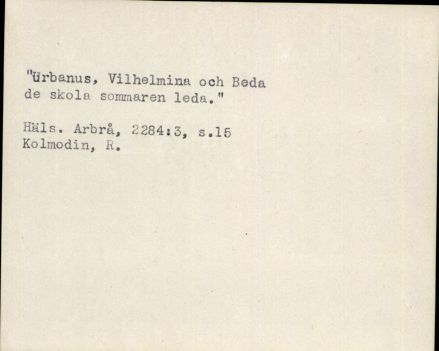 "Urbanus, Vilhelmina och Beda
de skola sommaren leda."
Häls. Arbrå, 2284:3, s.15
Kolmodin, R.